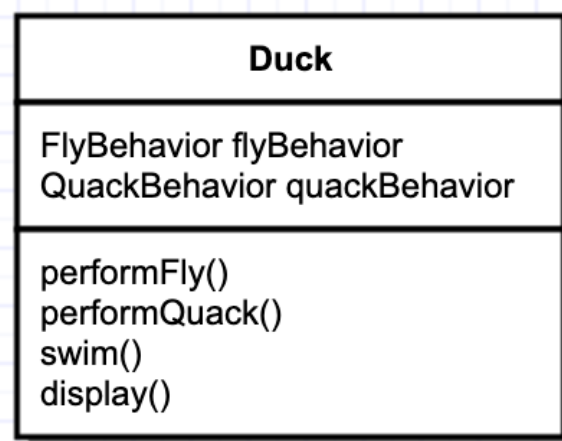 Duck
FlyBehavior flyBehavior
QuackBehavior quackBehavior
performFly()
performQuack()
swim()
display()